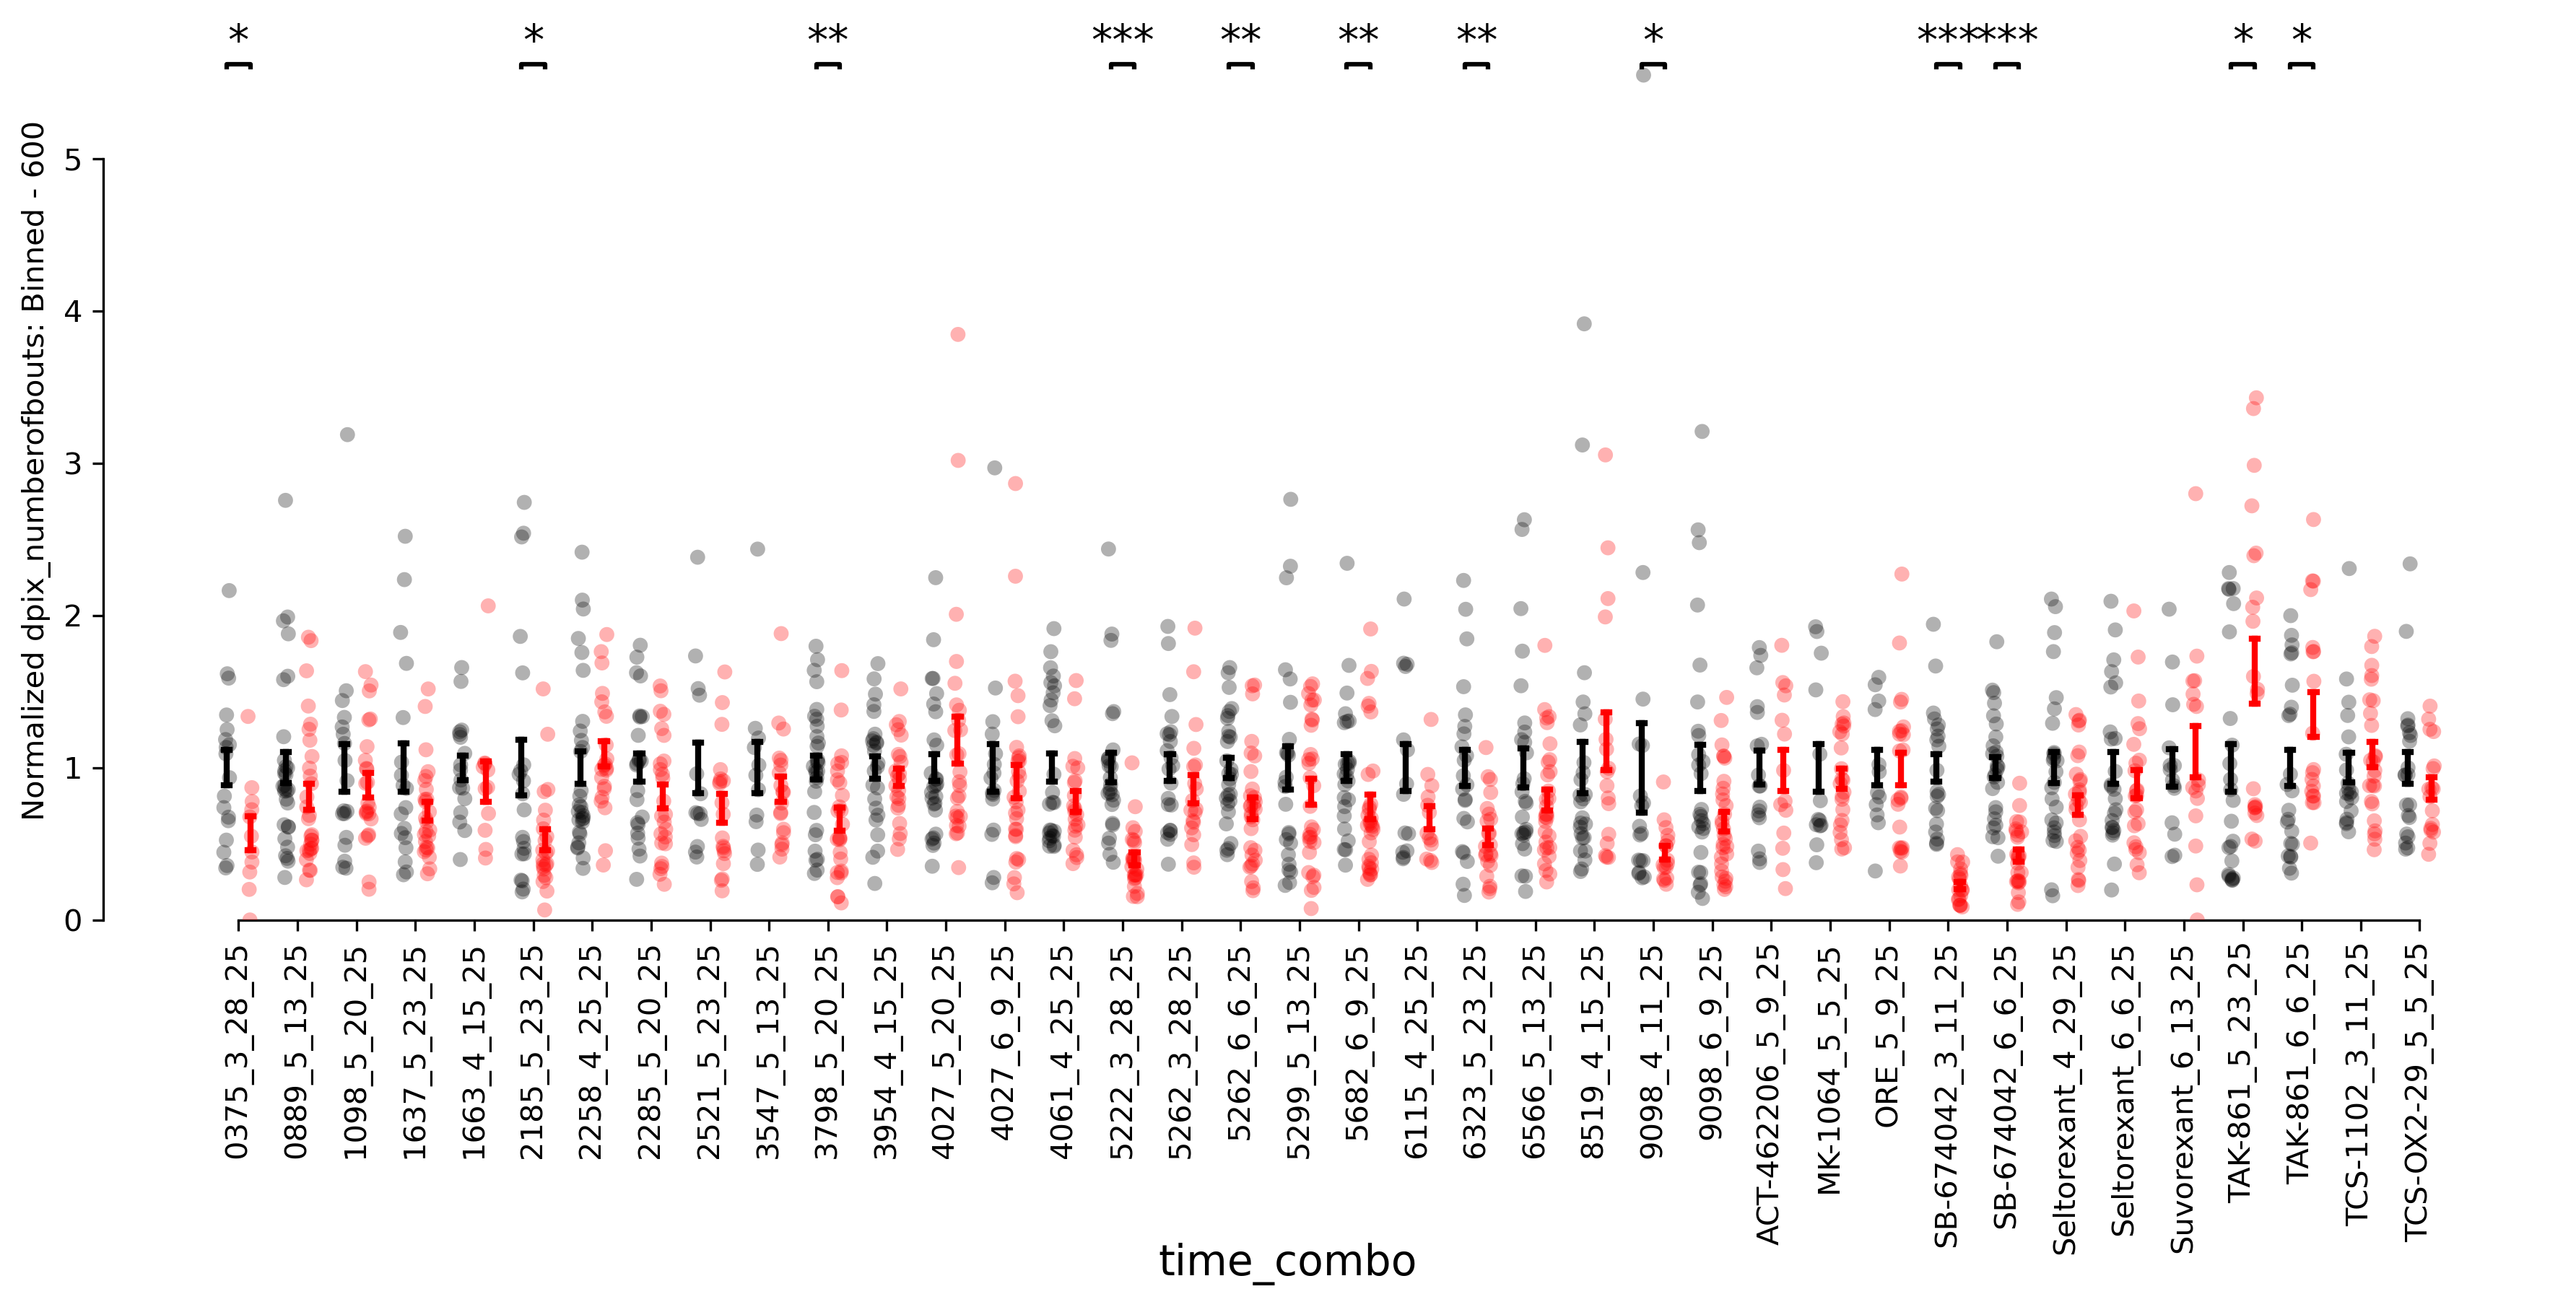 * * ** *** ** ** ** * *** *** * *
Normalized dpix_numberofbouts: Binned - 600
5
4
3
2
1
0
0375_3_28_25
0889_5_13_25
1098_5_20_25
1637_5_23_25
1663_4_15_25
2185_5_23_25
2258_4_25_25
2285_5_20_25
2521_5_23_25
3547_5_13_25
3798_5_20_25
3954_4_15_25
4027_5_20_25
4027_6_9_25
4061_4_25_25
5222_3_28_25
5262_3_28_25
5262_6_6_25
5299_5_13_25
5682_6_9_25
6115_4_25_25
6323_5_23_25
6566_5_13_25
8519_4_15_25
9098_4_11_25
9098_6_9_25
ACT-462206_5_9_25
MK-1064_5_5_25
ORE_5_9_25
SB-674042_3_11_25
SB-674042_6_6_25
Seltorexant_4_29_25
Seltorexant_6_6_25
Suvorexant_6_13_25
TAK-861_5_23_25
TAK-861_6_6_25
TCS-1102_3_11_25
TCS-OX2-29_5_5_25
time_combo